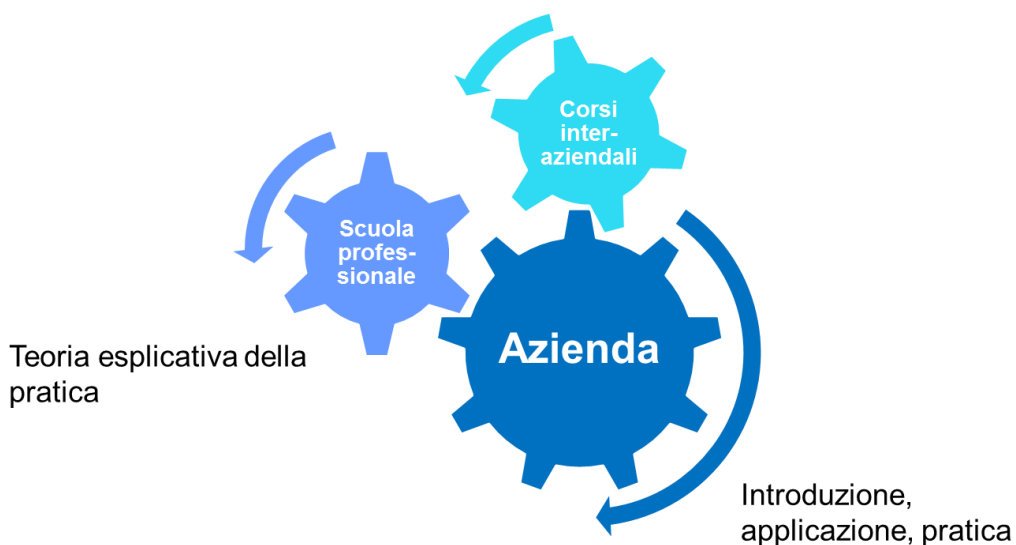 Corsi
inter-
aziendali
Scuola
profes-
sionale
Azienda
Teoria esplicativa della
pratica
Introduzione,
applicazione, pratica